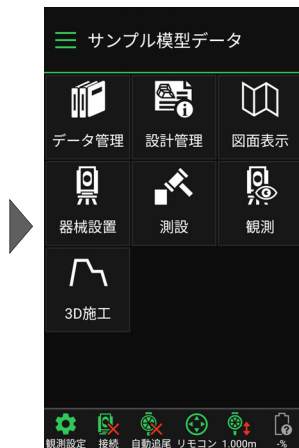 サンプル模型データ
データ管理 設計管理 図面表示
器械設置 測設 観測
3D施工
観測設定 接続 自動追尾 リモコン 1.000m -%